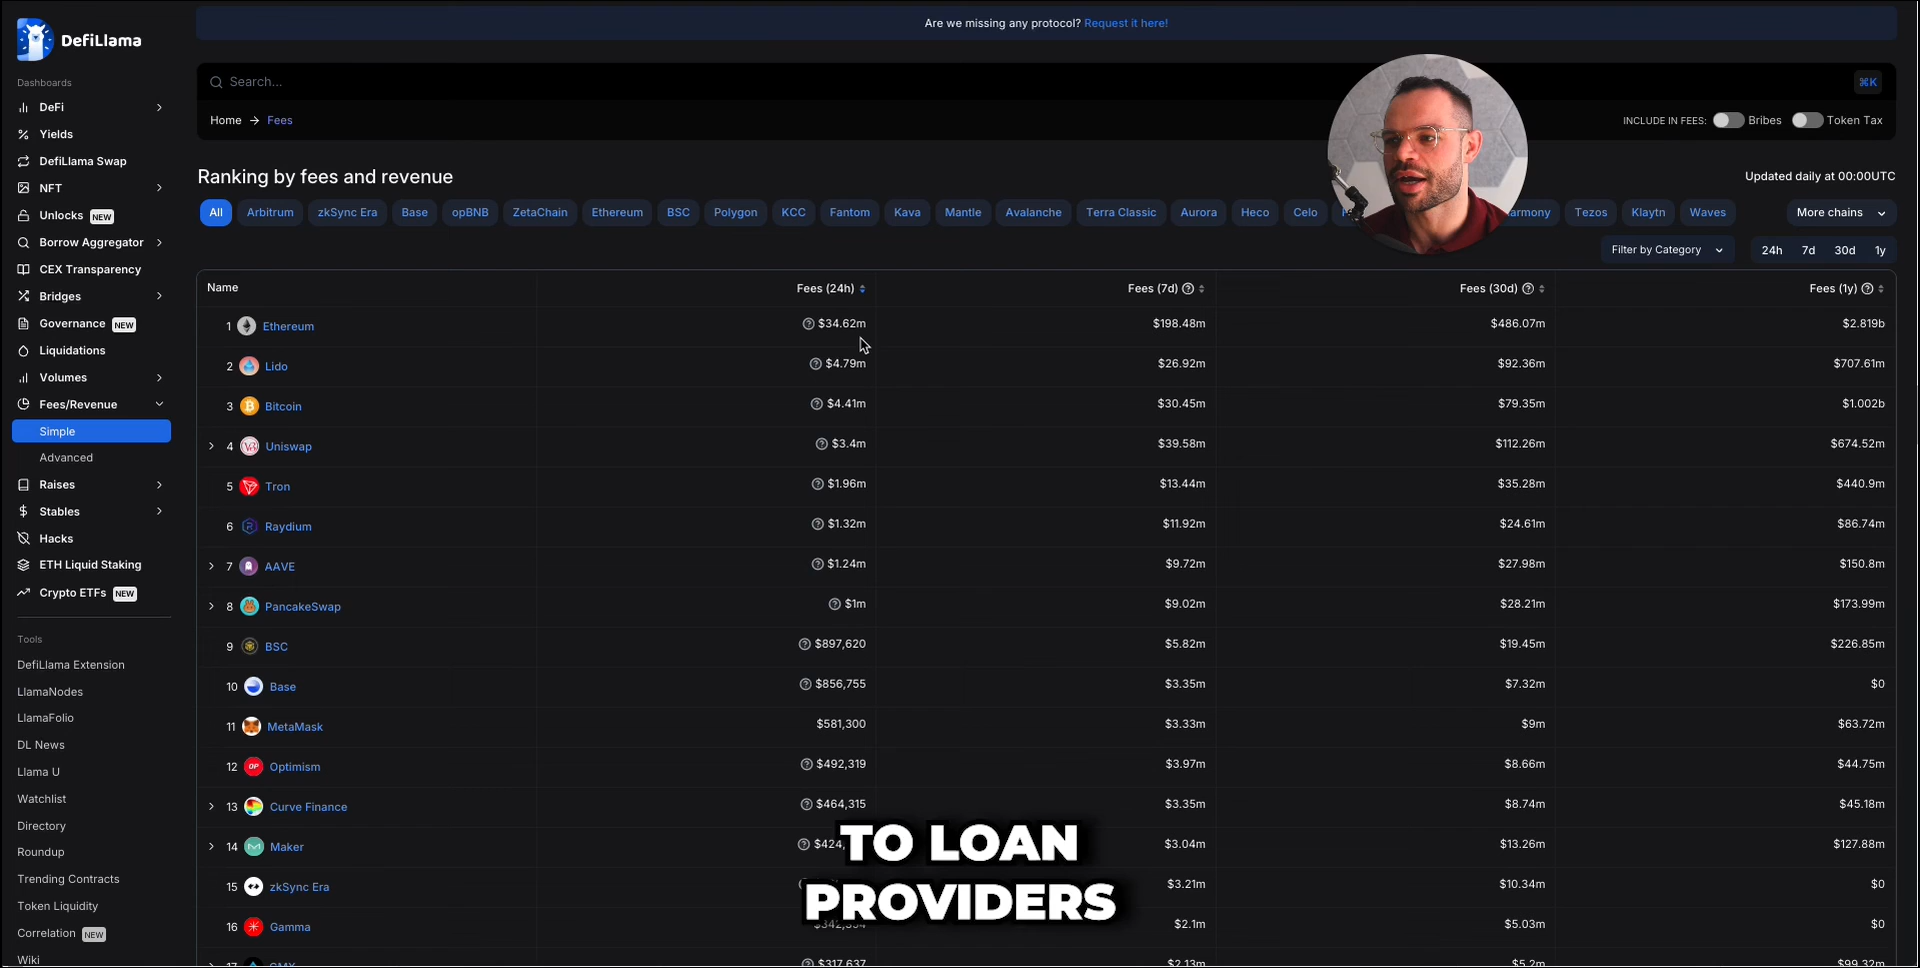 DefiLlama
Are we missing any protocol? Request it here!
Search...
⌘K
Home → Fees
INCLUDE IN FEES: Bribes Token Tax
Ranking by fees and revenue
Updated daily at 00:00UTC
All Arbitrum zkSync Era Base opBNB ZetaChain Ethereum BSC Polygon KCC Fantom Kava Mantle Avalanche Terra Classic Aurora Heco Celo Tezos Klaytn Waves More chains
Filter by Category 24h 7d 30d 1y
Dashboards
DeFi
Yields
DefiLlama Swap
NFT
Unlocks NEW
Borrow Aggregator
CEX Transparency
Bridges
Governance NEW
Liquidations
Volumes
Fees/Revenue
Simple
Advanced
Raises
Stables
Hacks
ETH Liquid Staking
Crypto ETFs NEW
Tools
DefiLlama Extension
LlamaNodes
LlamaFolio
DL News
Llama U
Watchlist
Directory
Roundup
Trending Contracts
Token Liquidity
Correlation NEW
Wiki
Name Fees (24h) Fees (7d) Fees (30d) Fees (1y)
1 Ethereum $34.62m $198.48m $486.07m $2.819b
2 Lido $4.79m $26.92m $92.36m $707.61m
3 Bitcoin $4.41m $30.45m $79.35m $1.002b
4 Uniswap $3.4m $39.58m $112.26m $674.52m
5 Tron $1.96m $13.44m $35.28m $440.9m
6 Raydium $1.32m $11.92m $24.61m $86.74m
7 AAVE $1.24m $9.72m $27.98m $150.8m
8 PancakeSwap $1m $9.02m $28.21m $173.99m
9 BSC $897,620 $5.82m $19.45m $226.85m
10 Base $856,755 $3.35m $7.32m $0
11 MetaMask $581,300 $3.33m $9m $63.72m
12 Optimism $492,319 $3.97m $8.66m $44.75m
13 Curve Finance $464,315 $3.35m $8.74m $45.18m
14 Maker $3.04m $13.26m $127.88m
15 zkSync Era $3.21m $10.34m $0
16 Gamma $2.1m $5.03m $0
17 GMX $317,637 $2.13m $5.2m $99.32m
TO LOAN
PROVIDERS